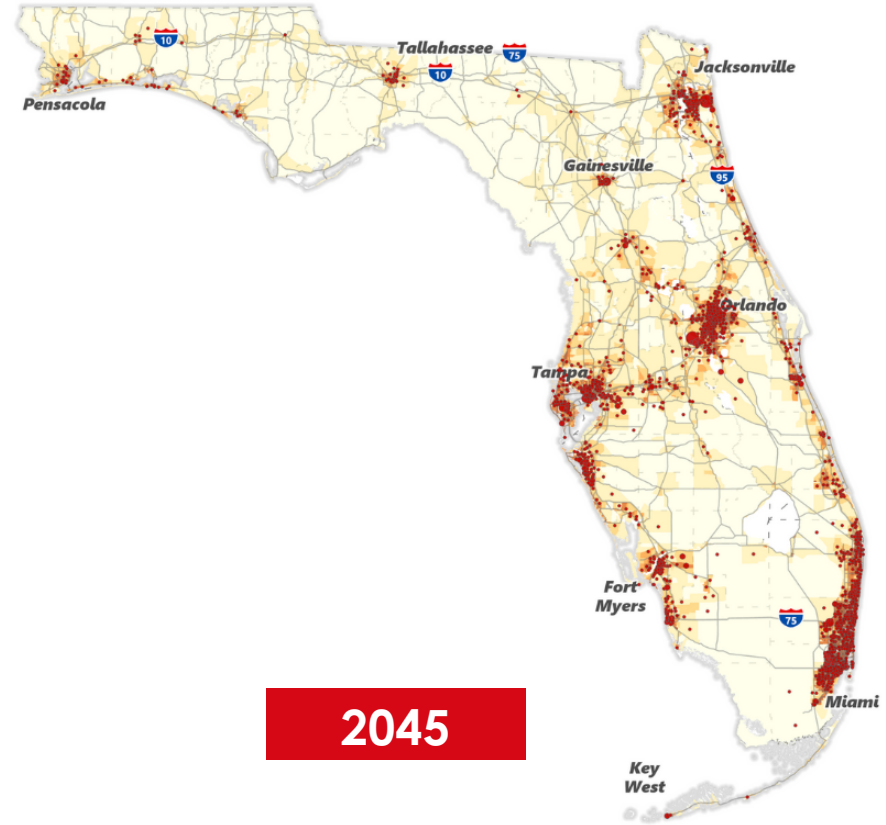 10
Tallahassee
75
10
Jacksonville
Pensacola
Gainesville
95
Orlando
Tampa
Fort
Myers
75
Miami
2045
Key
West